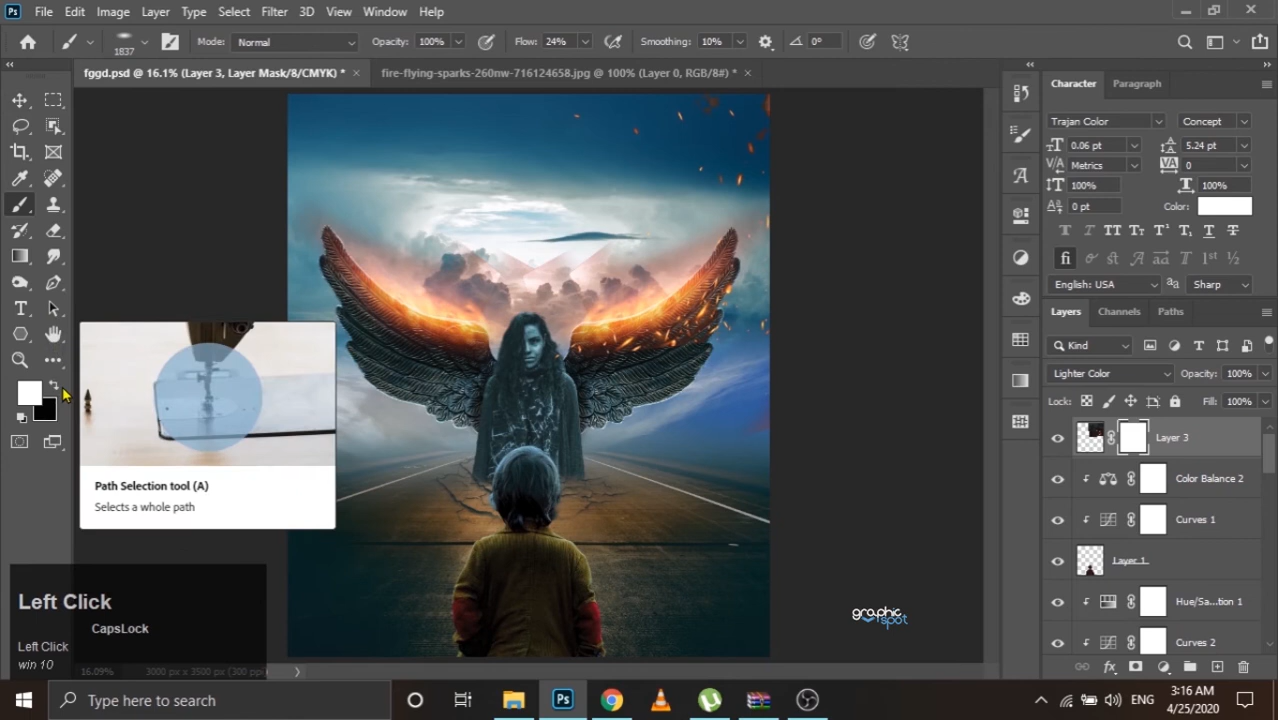 Ps File Edit Image Layer Type Select Filter 3D View Window Help
1837 Mode: Normal Opacity: 100% Flow: 24% Smoothing: 10% 0°
fggd.psd @ 16.1% (Layer 3, Layer Mask/8/CMYK) * × fire-flying-sparks-260nw-716124658.jpg @ 100% (Layer 0, RGB/8#) * ×
Character Paragraph
Trajan Color Concept
0.06 pt 5.24 pt
Metrics 0
100% 100%
0 pt Color:
English: USA Sharp
Layers Channels Paths
Kind
Lighter Color Opacity: 100%
Lock: Fill: 100%
Layer 3
Color Balance 2
Curves 1
Layer 1
Hue/Sa...tion 1
Curves 2
Path Selection tool (A)
Selects a whole path
Left Click
CapsLock
Left Click
win 10
graphic
spot
16.09% 3000 px x 3500 px (300 ppi)
Type here to search
Ps
ENG
3:16 AM
4/25/2020